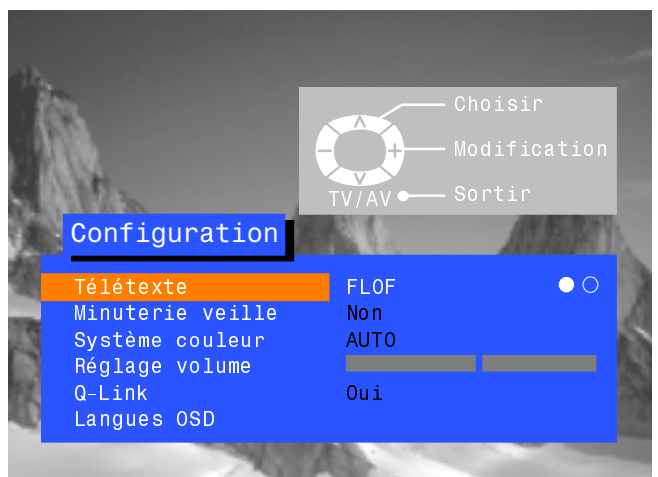 Choisir
Modification
TV/AV Sortir
Configuration
Télétexte FLOF
Minuterie veille Non
Système couleur AUTO
Réglage volume
Q-Link Oui
Langues OSD